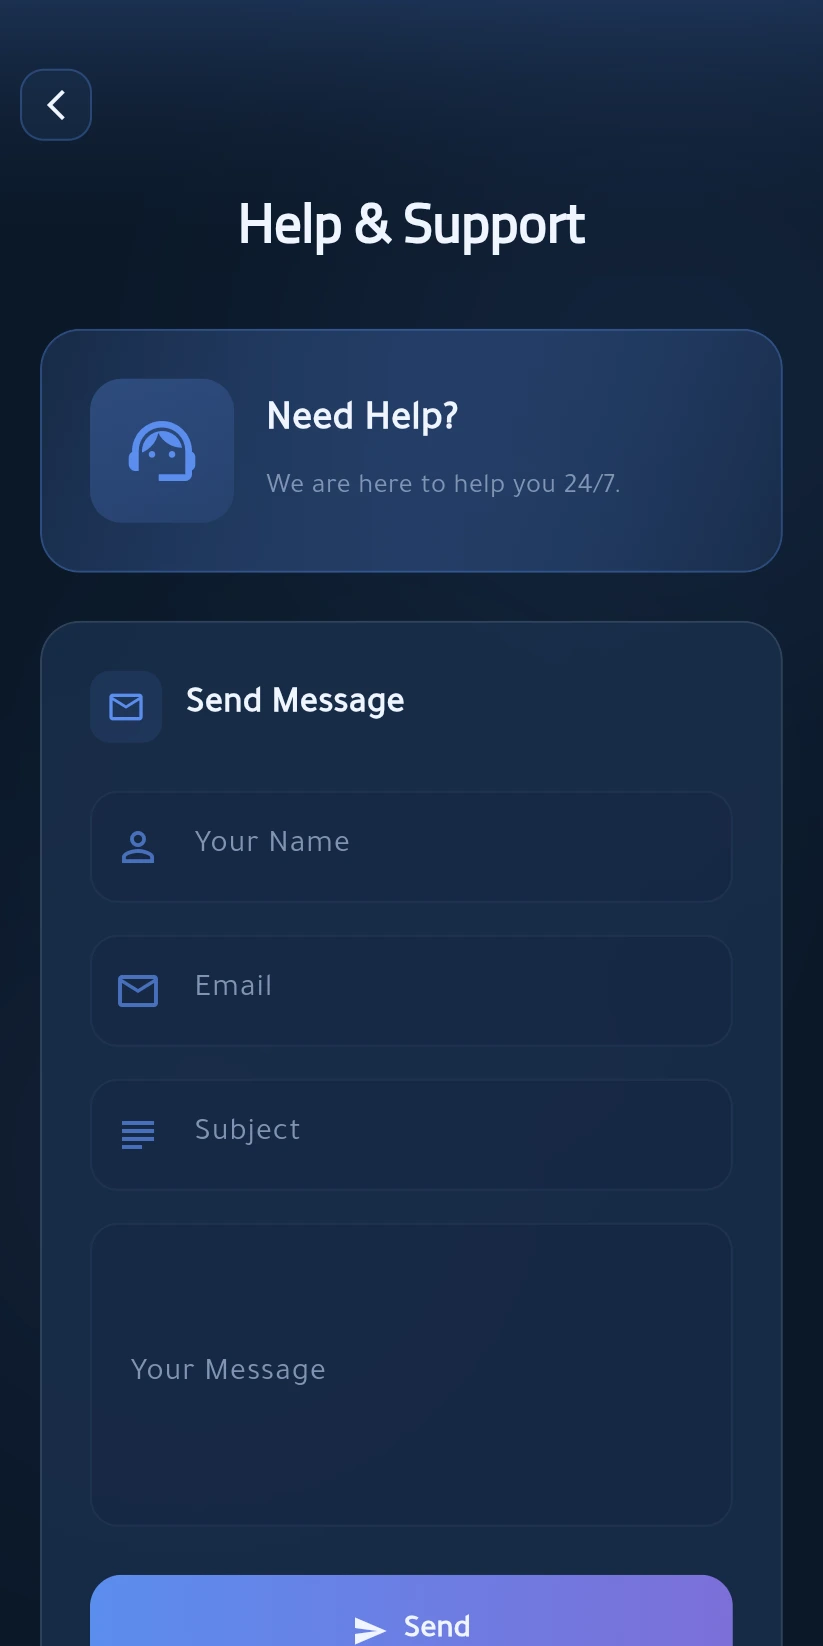 Help & Support
Need Help?
We are here to help you 24/7.
Send Message
Your Name
Email
Subject
Your Message
Send